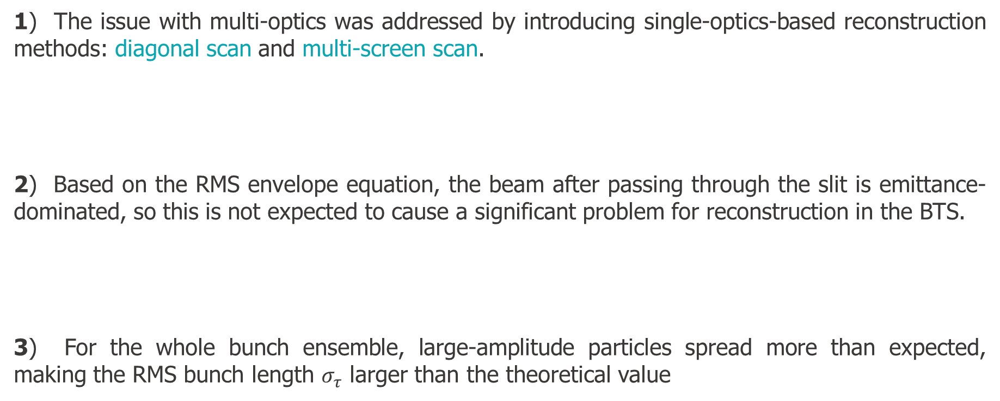 1) The issue with multi-optics was addressed by introducing single-optics-based reconstruction
methods: diagonal scan and multi-screen scan.
2) Based on the RMS envelope equation, the beam after passing through the slit is emittance-
dominated, so this is not expected to cause a significant problem for reconstruction in the BTS.
3) For the whole bunch ensemble, large-amplitude particles spread more than expected,
making the RMS bunch length σ_τ larger than the theoretical value